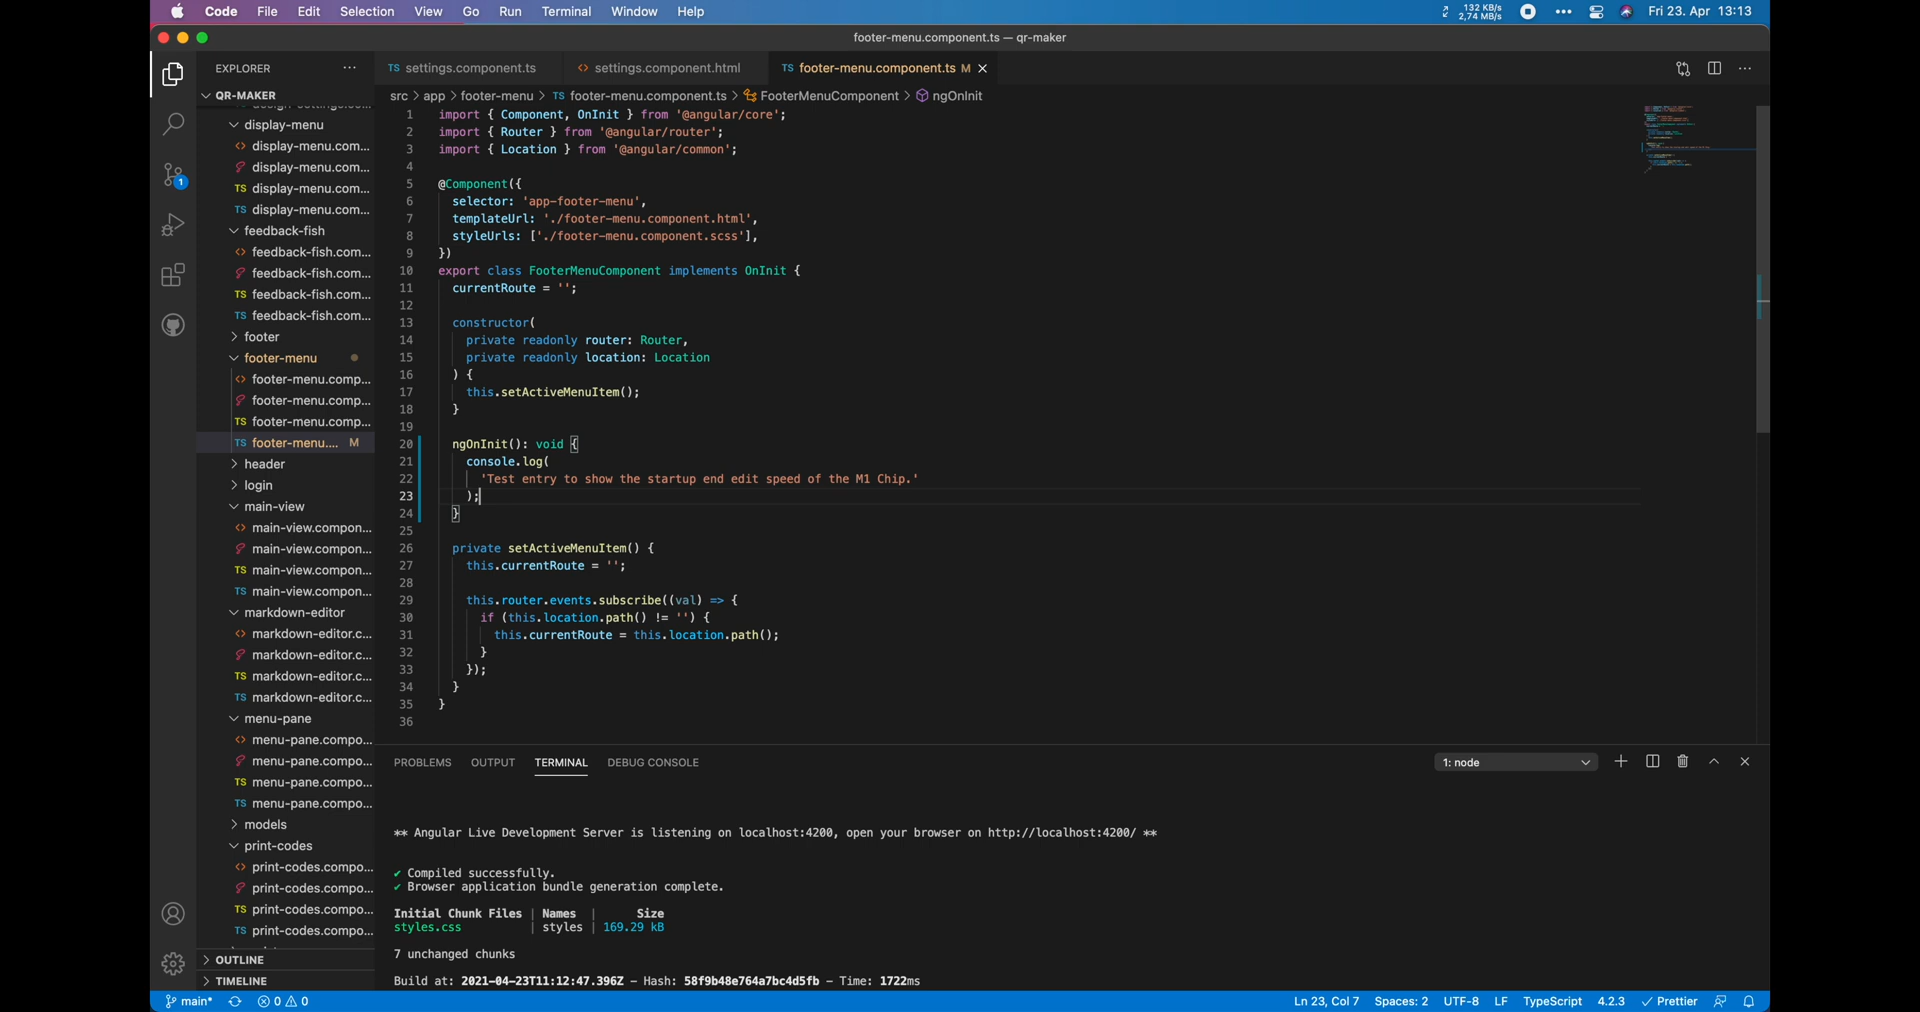 Code File Edit Selection View Go Run Terminal Window Help
132 KB/s
2,74 MB/s
Fri 23. Apr 13:13
footer-menu.component.ts — qr-maker
EXPLORER
QR-MAKER
display-menu
display-menu.com...
display-menu.com...
TS display-menu.com...
TS display-menu.com...
feedback-fish
feedback-fish.com...
feedback-fish.com...
TS feedback-fish.com...
TS feedback-fish.com...
footer
footer-menu
footer-menu.comp...
footer-menu.comp...
TS footer-menu.comp...
TS footer-menu.... M
header
login
main-view
main-view.compon...
main-view.compon...
TS main-view.compon...
TS main-view.compon...
markdown-editor
markdown-editor.c...
markdown-editor.c...
TS markdown-editor.c...
TS markdown-editor.c...
menu-pane
menu-pane.compo...
menu-pane.compo...
TS menu-pane.compo...
TS menu-pane.compo...
models
print-codes
print-codes.compo...
print-codes.compo...
TS print-codes.compo...
TS print-codes.compo...
OUTLINE
TIMELINE
1
TS settings.component.ts <> settings.component.html TS footer-menu.component.ts M
src > app > footer-menu > TS footer-menu.component.ts > FooterMenuComponent > ngOnInit
1 import { Component, OnInit } from '@angular/core';
2 import { Router } from '@angular/router';
3 import { Location } from '@angular/common';
4
5 @Component({
6 selector: 'app-footer-menu',
7 templateUrl: './footer-menu.component.html',
8 styleUrls: ['./footer-menu.component.scss'],
9 })
10 export class FooterMenuComponent implements OnInit {
11 currentRoute = '';
12
13 constructor(
14 private readonly router: Router,
15 private readonly location: Location
16 ) {
17 this.setActiveMenuItem();
18 }
19
20 ngOnInit(): void {
21 console.log(
22 'Test entry to show the startup end edit speed of the M1 Chip.'
23 );
24 }
25
26 private setActiveMenuItem() {
27 this.currentRoute = '';
28
29 this.router.events.subscribe((val) => {
30 if (this.location.path() != '') {
31 this.currentRoute = this.location.path();
32 }
33 });
34 }
35 }
36
PROBLEMS OUTPUT TERMINAL DEBUG CONSOLE
1: node
** Angular Live Development Server is listening on localhost:4200, open your browser on http://localhost:4200/ **
✔ Compiled successfully.
✔ Browser application bundle generation complete.
Initial Chunk Files | Names | Size
styles.css | styles | 169.29 kB
7 unchanged chunks
Build at: 2021-04-23T11:12:47.396Z - Hash: 58f9b48e764a7bc4d5fb - Time: 1722ms
main* 0 0 Ln 23, Col 7 Spaces: 2 UTF-8 LF TypeScript 4.2.3 Prettier